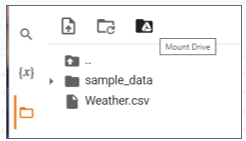 Mount Drive
{x}
..
sample_data
Weather.csv